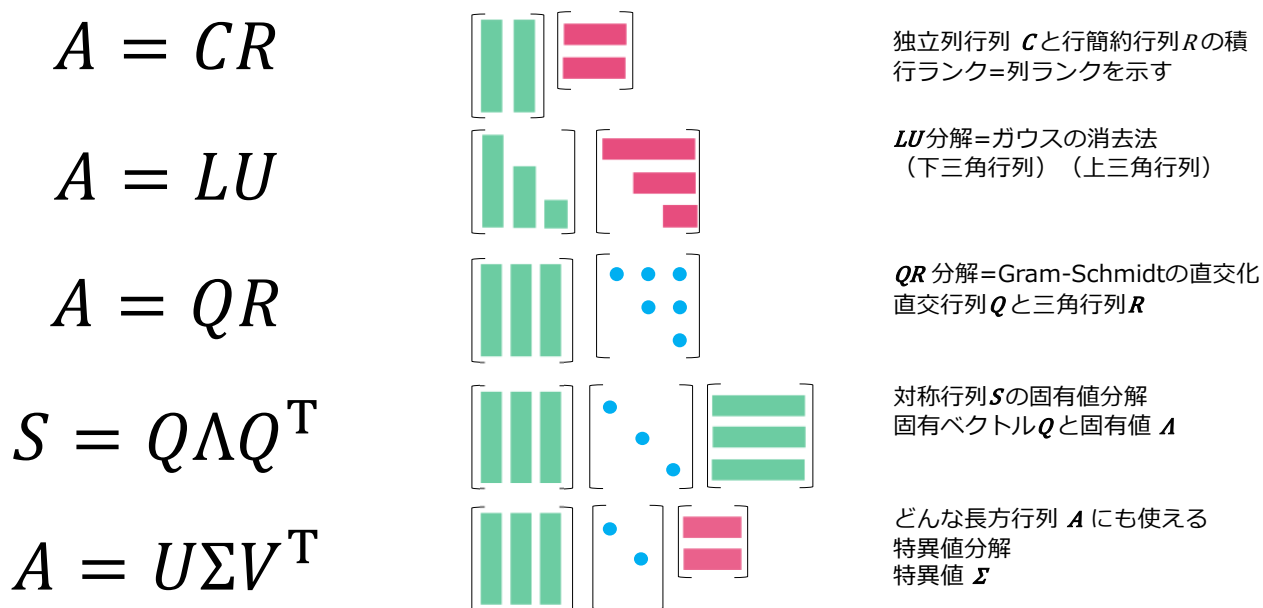 A = CR
独立列行列 C と行簡約行列Rの積
行ランク=列ランクを示す
A = LU
LU分解=ガウスの消去法
（下三角行列）（上三角行列）
A = QR
QR 分解=Gram-Schmidtの直交化
直交行列Qと三角行列R
S = QΛQᵀ
対称行列Sの固有値分解
固有ベクトルQと固有値 Λ
A = UΣVᵀ
どんな長方行列 A にも使える
特異値分解
特異値 Σ